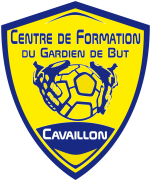 Centre de Formation
du Gardien de But
Cavaillon